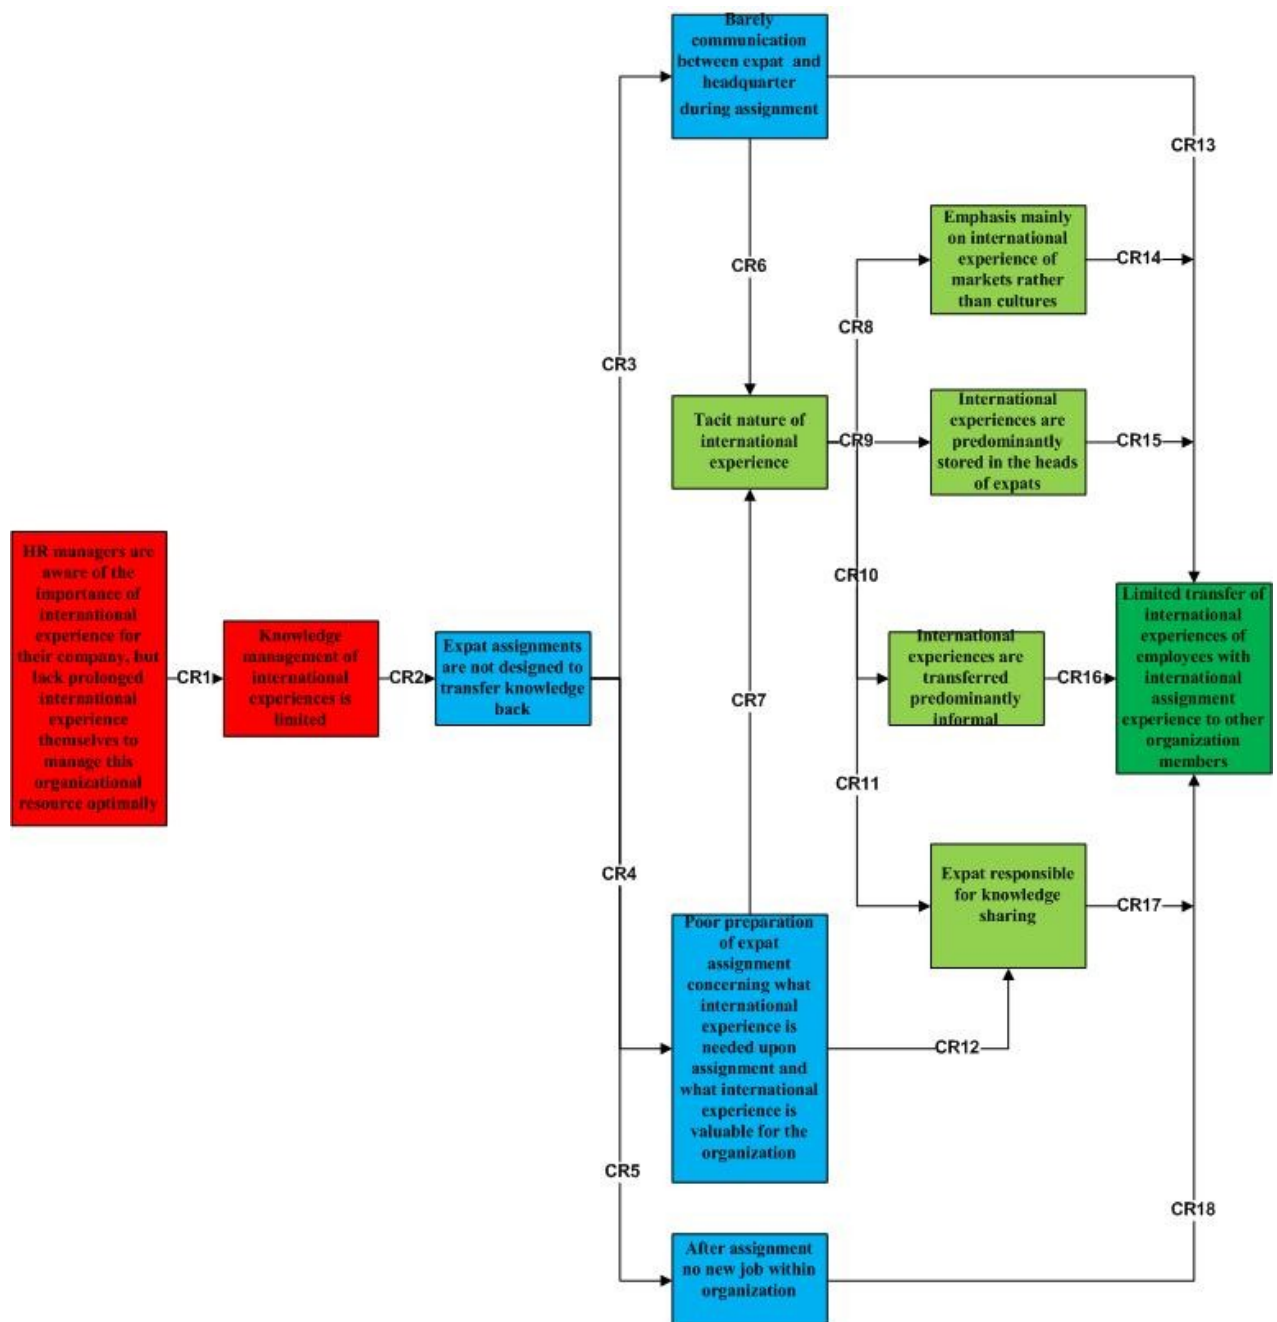 Barely
communication
between expat and
headquarter
during assignment
CR13
Emphasis mainly
on international
experience of
markets rather
than cultures
CR14
CR6
CR8
CR3
Tacit nature of
international
experience
CR9
International
experiences are
predominantly
stored in the heads
of expats
CR15
HR managers are
aware of the
importance of
international
experience for
their company, but
lack prolonged
international
experience
themselves to
manage this
organizational
resource optimally
CR1
Knowledge
management of
international
experiences is
limited
CR2
Expat assignments
are not designed to
transfer knowledge
back
CR7
CR10
International
experiences are
transferred
predominantly
informal
CR16
Limited transfer of
international
experiences of
employees with
international
assignment
experience to other
organization
members
CR11
CR4
Expat responsible
for knowledge
sharing
CR17
Poor preparation
of expat
assignment
concerning what
international
experience is
needed upon
assignment and
what international
experience is
valuable for the
organization
CR12
CR5
CR18
After assignment
no new job within
organization